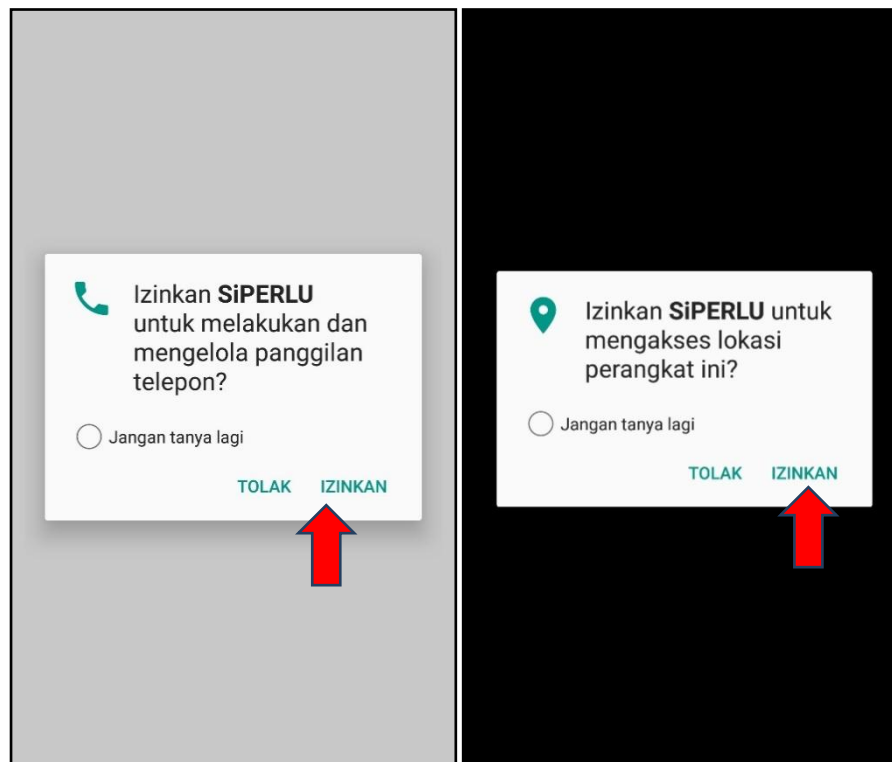 Izinkan SiPERLU
untuk melakukan dan
mengelola panggilan
telepon?
Jangan tanya lagi
TOLAK IZINKAN
Izinkan SiPERLU untuk
mengakses lokasi
perangkat ini?
Jangan tanya lagi
TOLAK IZINKAN